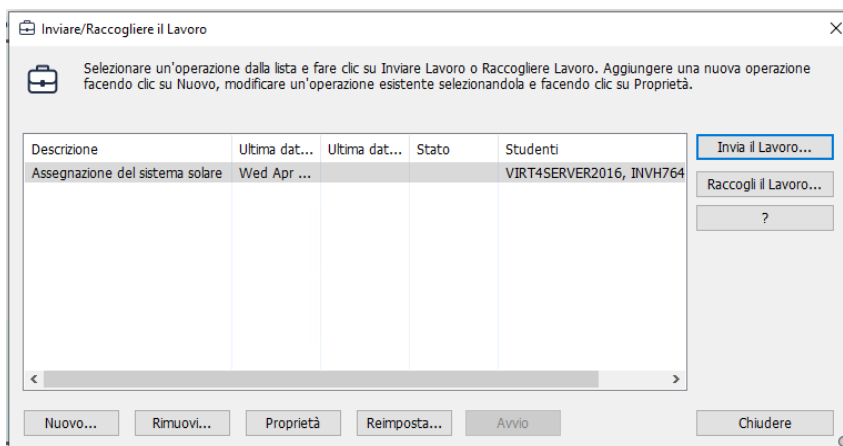 Inviare/Raccogliere il Lavoro
Selezionare un'operazione dalla lista e fare clic su Inviare Lavoro o Raccogliere Lavoro. Aggiungere una nuova operazione
facendo clic su Nuovo, modificare un'operazione esistente selezionandola e facendo clic su Proprietà.
Descrizione Ultima dat... Ultima dat... Stato Studenti
Assegnazione del sistema solare Wed Apr ... VIRT4SERVER2016, INVH764
Invia il Lavoro...
Raccogli il Lavoro...
?
Nuovo... Rimuovi... Proprietà Reimposta... Avvio Chiudere